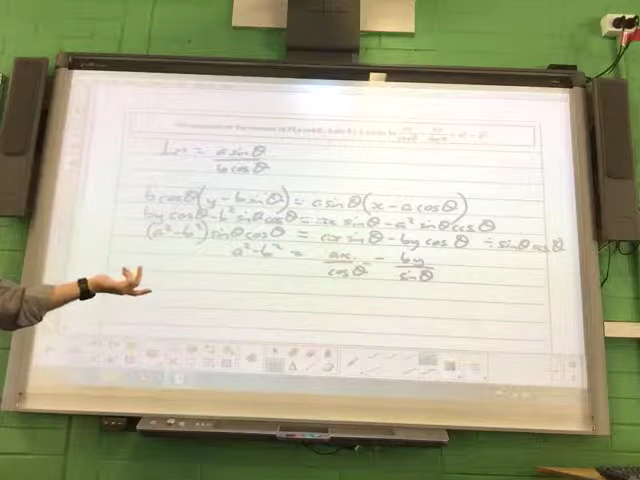 = a sin θ
b cos θ
b cos θ (y - b sin θ) = a sin θ (x - a cos θ)
by cos θ - b² sin θ cos θ = ax sin θ - a² sin θ cos θ
(a² - b²) sin θ cos θ = ax sin θ - by cos θ ÷ sin θ cos θ
a² - b² = ax/cos θ - by/sin θ